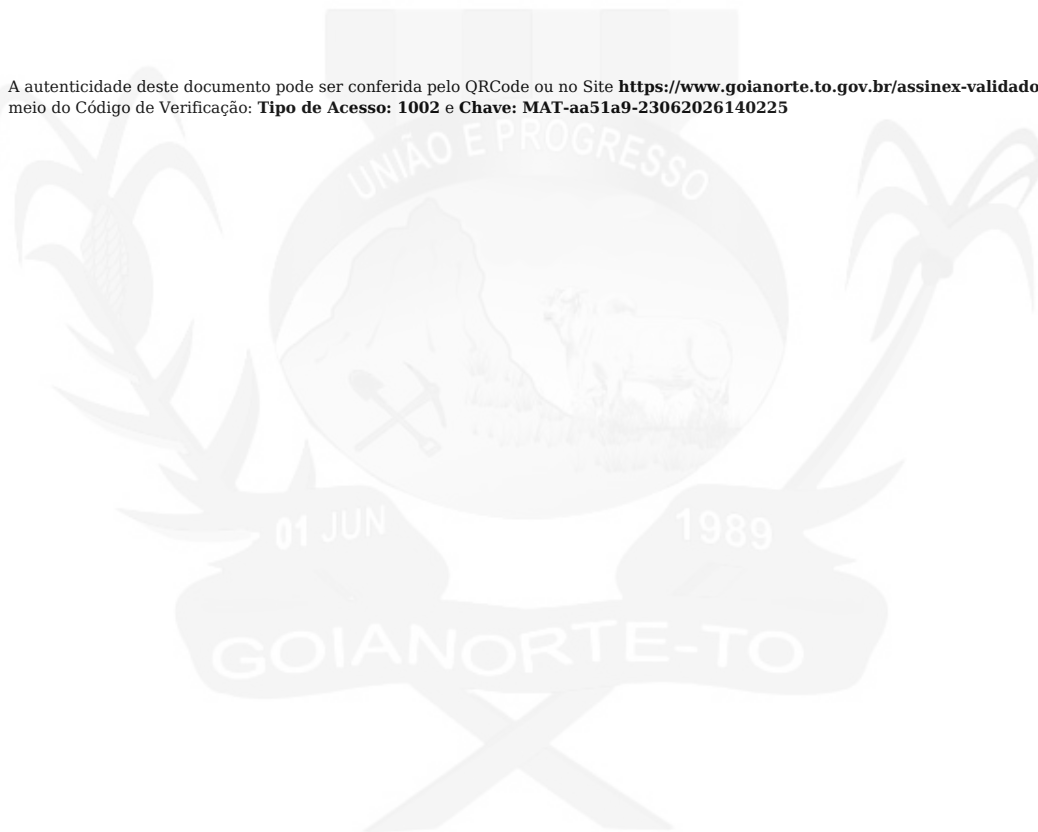 A autenticidade deste documento pode ser conferida pelo QRCode ou no Site https://www.goianorte.to.gov.br/assinex-validado
meio do Código de Verificação: Tipo de Acesso: 1002 e Chave: MAT-aa51a9-23062026140225
UNIÃO E PROGRESSO
01 JUN 1989
GOIANORTE-TO